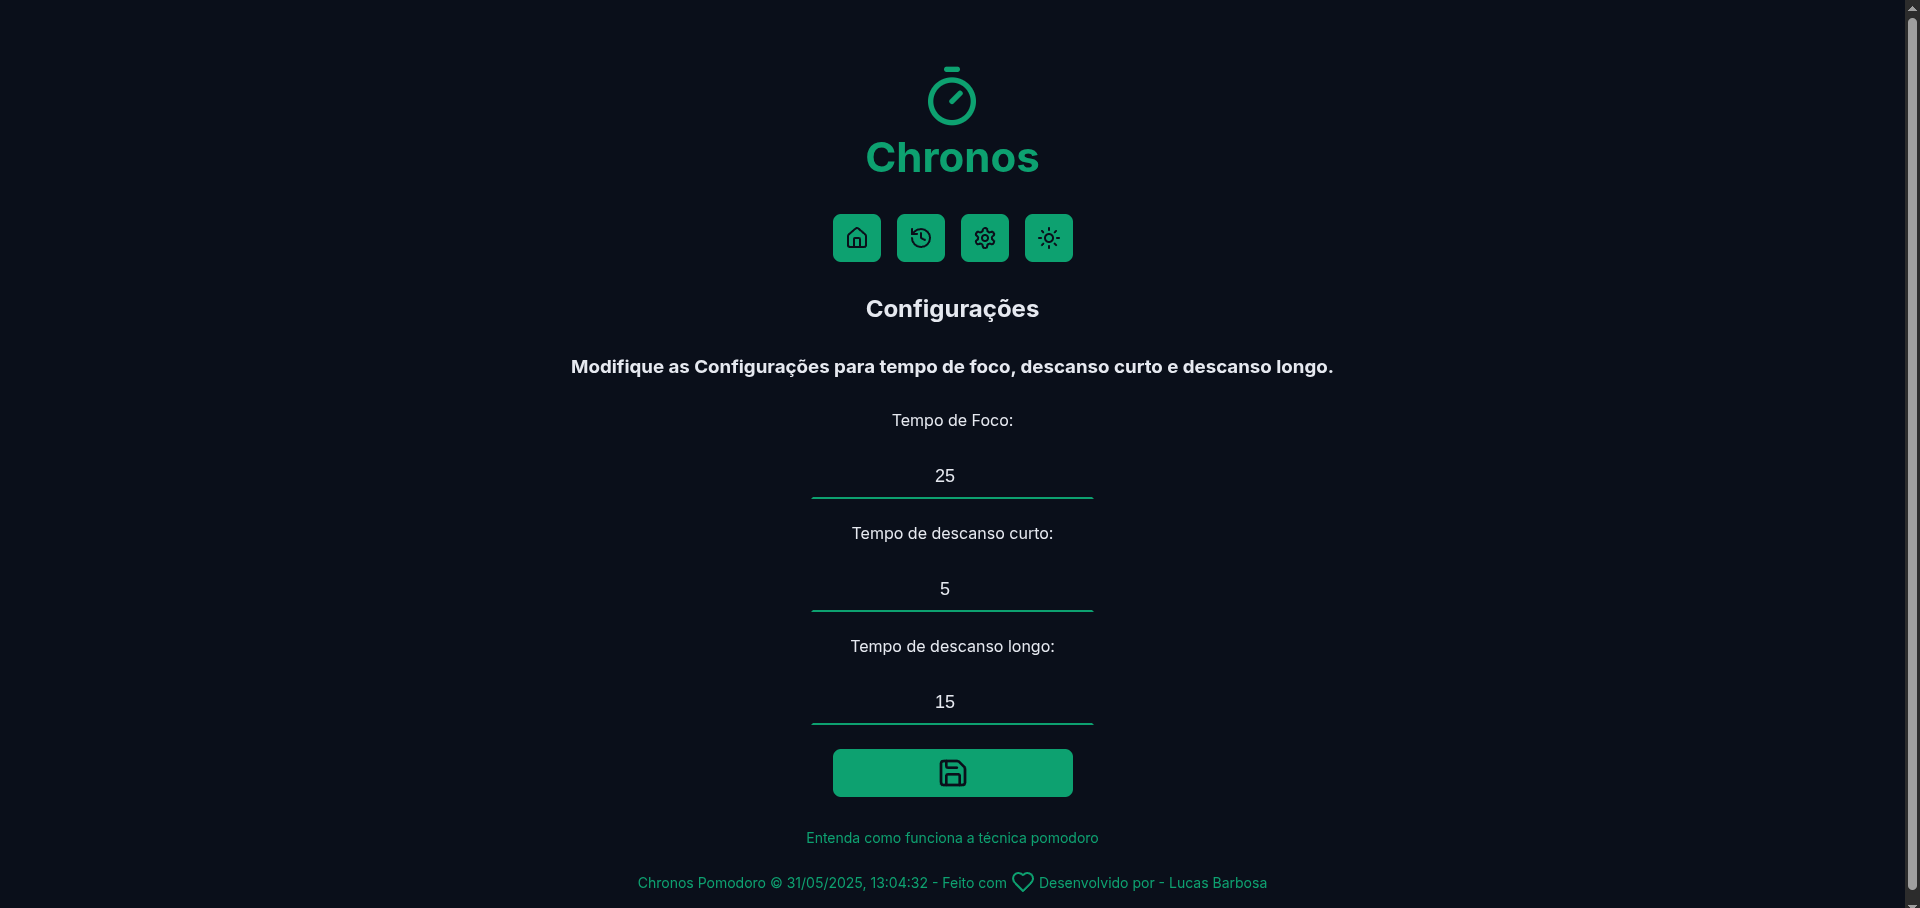 Chronos
Configurações
Modifique as Configurações para tempo de foco, descanso curto e descanso longo.
Tempo de Foco:
25
Tempo de descanso curto:
5
Tempo de descanso longo:
15
Entenda como funciona a técnica pomodoro
Chronos Pomodoro © 31/05/2025, 13:04:32 - Feito com Desenvolvido por - Lucas Barbosa